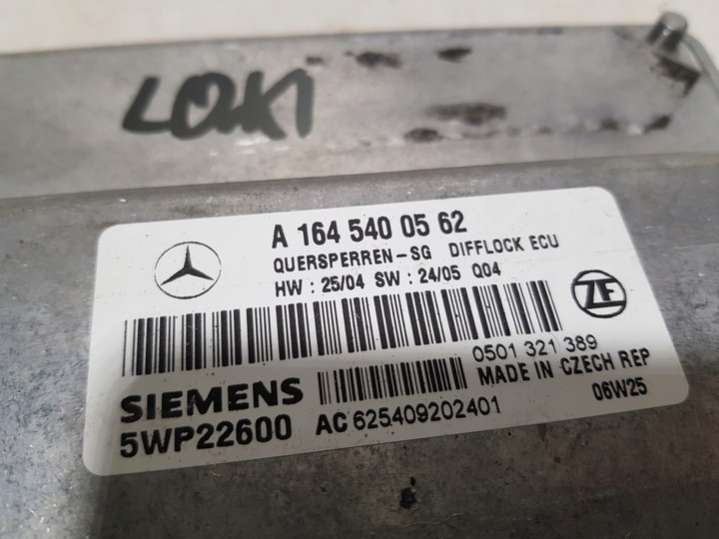 LOKI
A 164 540 05 62
QUERSPERREN-SG DIFFLOCK ECU
HW : 25/04 SW : 24/05 Q04
ZF
0501 321 389
MADE IN CZECH REP
SIEMENS
06W25
5WP22600 AC 625409202401